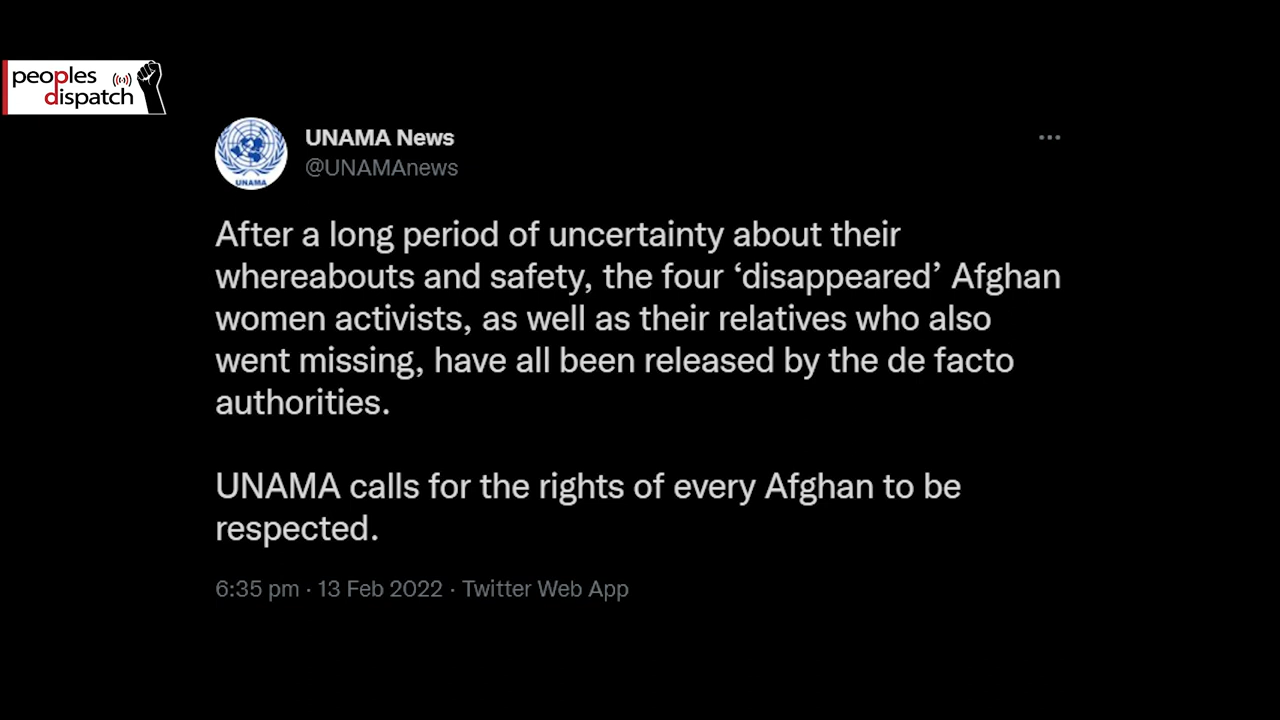 peoples
dispatch
UNAMA
UNAMA News
@UNAMAnews
After a long period of uncertainty about their
whereabouts and safety, the four ‘disappeared’ Afghan
women activists, as well as their relatives who also
went missing, have all been released by the de facto
authorities.
UNAMA calls for the rights of every Afghan to be
respected.
6:35 pm · 13 Feb 2022 · Twitter Web App